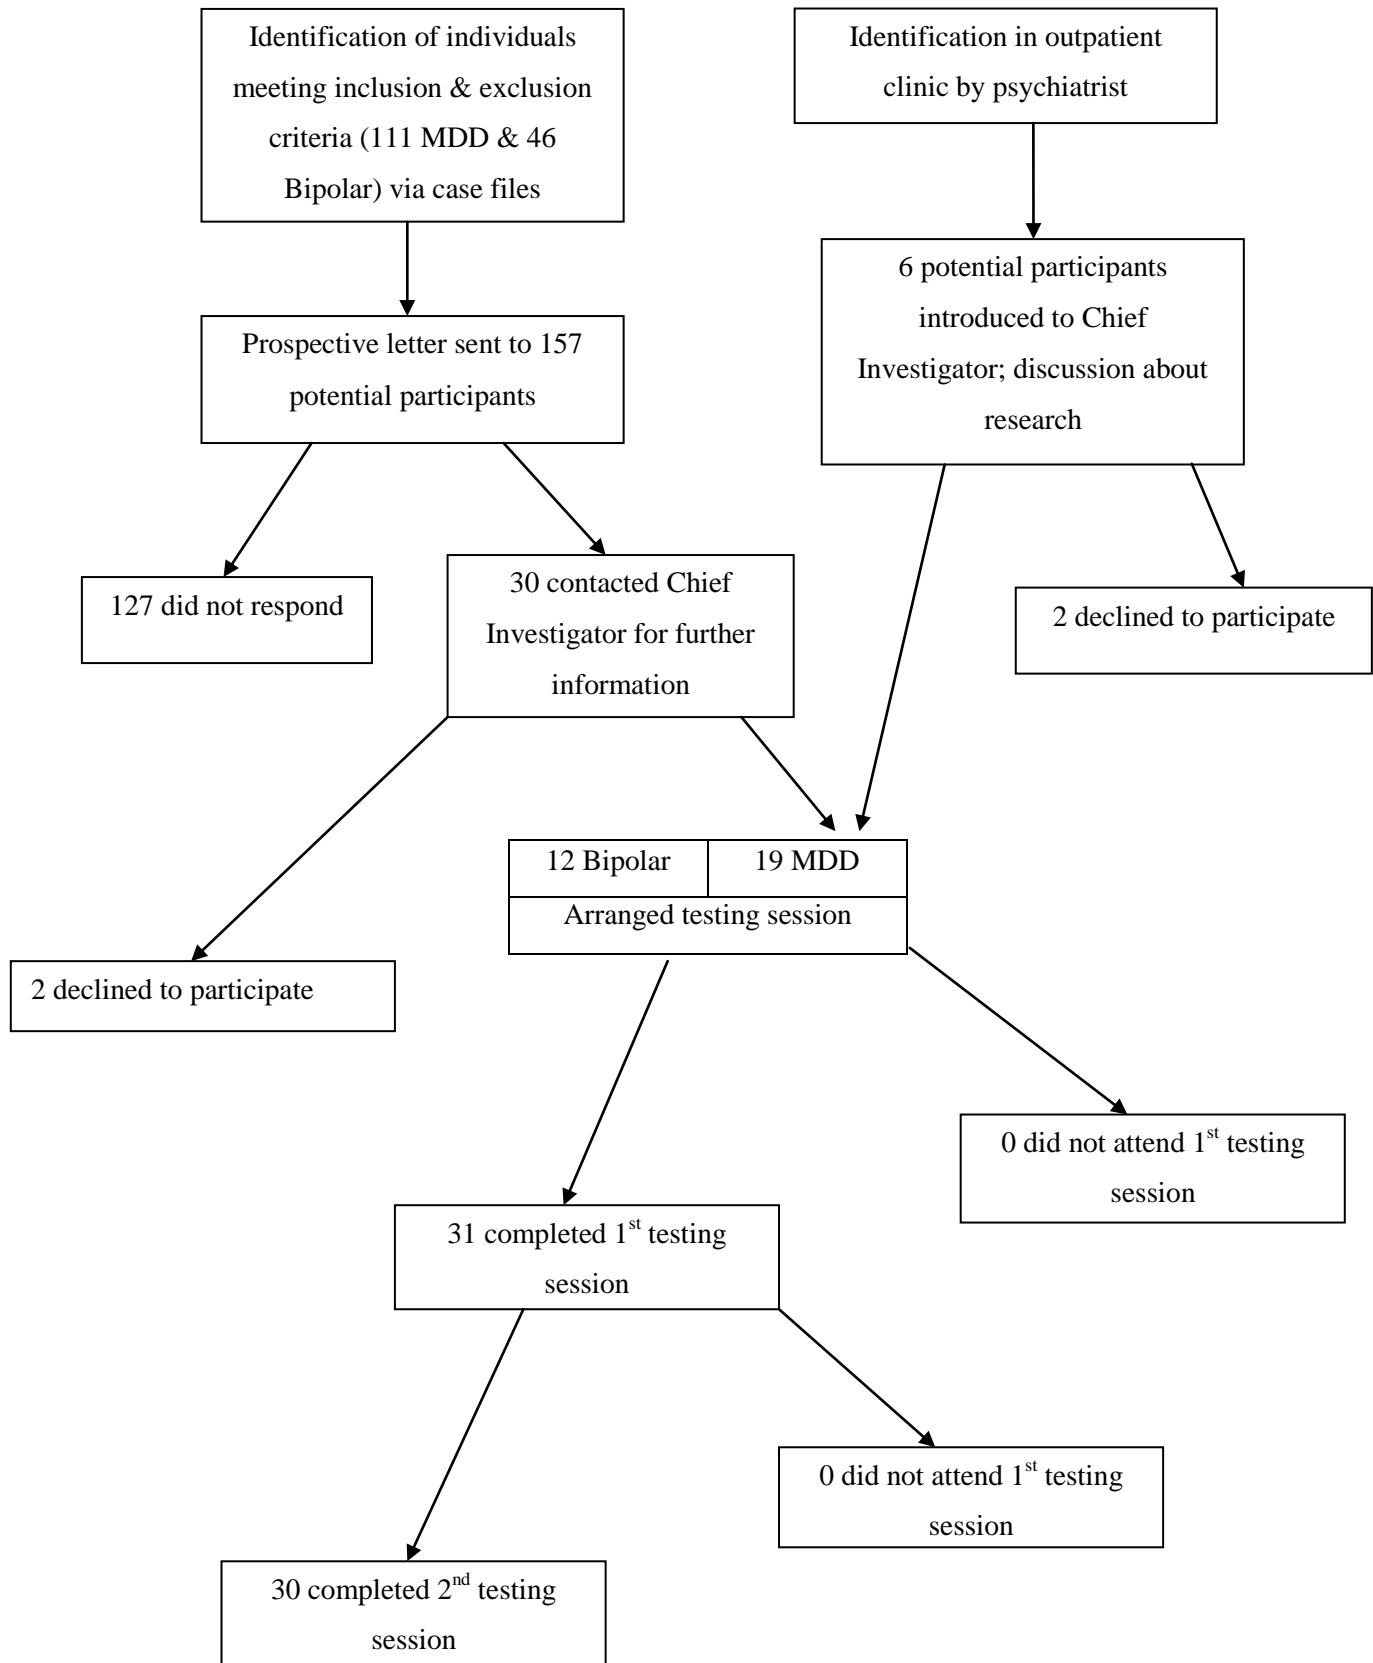 Identification of individuals
meeting inclusion & exclusion
criteria (111 MDD & 46
Bipolar) via case files
Identification in outpatient
clinic by psychiatrist
6 potential participants
introduced to Chief
Investigator; discussion about
research
Prospective letter sent to 157
potential participants
127 did not respond
30 contacted Chief
Investigator for further
information
2 declined to participate
12 Bipolar
19 MDD
Arranged testing session
2 declined to participate
0 did not attend 1st testing
session
31 completed 1st testing
session
0 did not attend 1st testing
session
30 completed 2nd testing
session